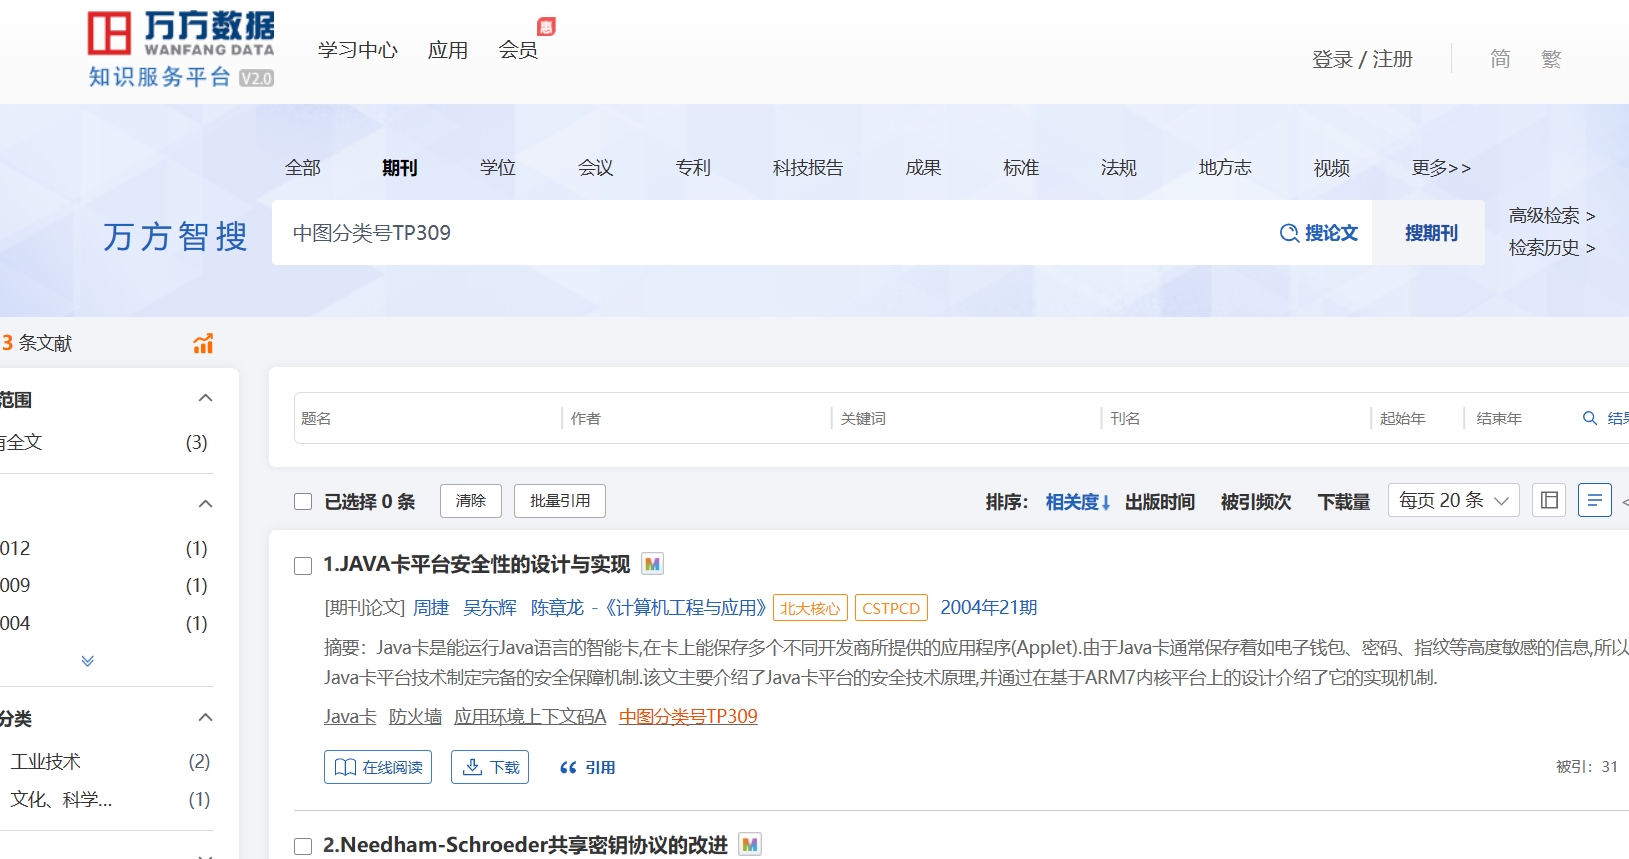 万方数据
WANFANG DATA
知识服务平台 V2.0
学习中心 应用 会员 惠
登录 / 注册 简 繁
全部 期刊 学位 会议 专利 科技报告 成果 标准 法规 地方志 视频 更多>>
万方智搜
中图分类号TP309
搜论文 搜期刊
高级检索 >
检索历史 >
3 条文献
范围
有全文 (3)
012 (1)
009 (1)
004 (1)
分类
工业技术 (2)
文化、科学... (1)
题名 作者 关键词 刊名 起始年 结束年 结果
已选择 0 条 清除 批量引用
排序： 相关度↓ 出版时间 被引频次 下载量 每页 20 条
1.JAVA卡平台安全性的设计与实现 M
[期刊论文] 周捷 吴东辉 陈章龙 -《计算机工程与应用》 北大核心 CSTPCD 2004年21期
摘要：Java卡是能运行Java语言的智能卡,在卡上能保存多个不同开发商所提供的应用程序(Applet).由于Java卡通常保存着如电子钱包、密码、指纹等高度敏感的信息,所以
Java卡平台技术制定完备的安全保障机制.该文主要介绍了Java卡平台的安全技术原理,并通过在基于ARM7内核平台上的设计介绍了它的实现机制.
Java卡 防火墙 应用环境上下文码A 中图分类号TP309
在线阅读 下载 引用
被引：31
2.Needham-Schroeder共享密钥协议的改进 M